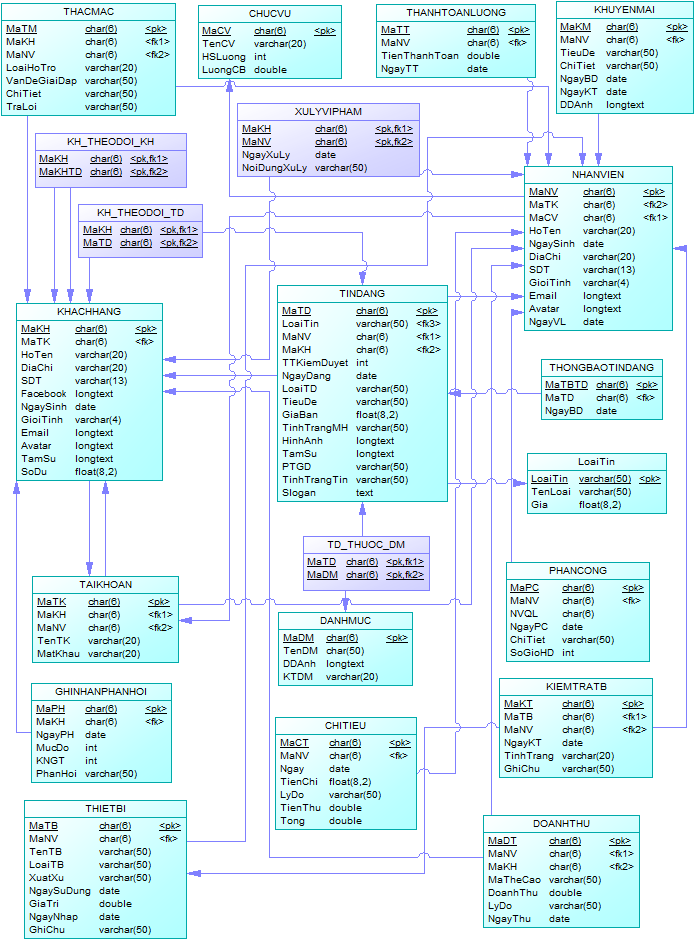 THACMAC
MaTM char(6) <pk>
MaKH char(6) <fk1>
MaNV char(6) <fk2>
LoaiHoTro varchar(20)
VanDeGiaiDap varchar(50)
ChiTiet varchar(50)
TraLoi varchar(50)
CHUCVU
MaCV char(6) <pk>
TenCV varchar(20)
HSLuong int
LuongCB double
THANHTOANLUONG
MaTT char(6) <pk>
MaNV char(6) <fk>
TienThanhToan double
NgayTT date
KHUYENMAI
MaKM char(6) <pk>
MaNV char(6) <fk>
TieuDe varchar(50)
ChiTiet varchar(50)
NgayBD date
NgayKT date
DDAnh longtext
KH_THEODOI_KH
MaKH char(6) <pk,fk1>
MaKHTD char(6) <pk,fk2>
XULYVIPHAM
MaKH char(6) <pk,fk1>
MaNV char(6) <pk,fk2>
NgayXuLy date
NoiDungXuLy varchar(50)
NHANVIEN
MaNV char(6) <pk>
MaTK char(6) <fk2>
MaCV char(6) <fk1>
HoTen varchar(20)
NgaySinh date
DiaChi varchar(20)
SDT varchar(13)
GioiTinh varchar(4)
Email longtext
Avatar longtext
NgayVL date
KH_THEODOI_TD
MaKH char(6) <pk,fk1>
MaTD char(6) <pk,fk2>
KHACHHANG
MaKH char(6) <pk>
MaTK char(6) <fk>
HoTen varchar(20)
DiaChi varchar(20)
SDT varchar(13)
Facebook longtext
NgaySinh date
GioiTinh varchar(4)
Email longtext
Avatar longtext
TamSu longtext
SoDu float(8,2)
TINDANG
MaTD char(6) <pk>
LoaiTin varchar(50) <fk3>
MaNV char(6) <fk1>
MaKH char(6) <fk2>
TTKiemDuyet int
NgayDang date
LoaiTD varchar(50)
TieuDe varchar(50)
GiaBan float(8,2)
TinhTrangMH varchar(50)
HinhAnh longtext
TamSu longtext
PTGD varchar(50)
TinhTrangTin varchar(50)
Slogan text
THONGBAOTINDANG
MaTBTD char(6) <pk>
MaTD char(6) <fk>
NgayBD date
LoaiTin
LoaiTin varchar(50) <pk>
TenLoai varchar(50)
Gia float(8,2)
TD_THUOC_DM
MaTD char(6) <pk,fk1>
MaDM char(6) <pk,fk2>
TAIKHOAN
MaTK char(6) <pk>
MaKH char(6) <fk1>
MaNV char(6) <fk2>
TenTK varchar(20)
MatKhau varchar(20)
DANHMUC
MaDM char(6) <pk>
TenDM char(50)
DDAnh longtext
KTDM varchar(20)
PHANCONG
MaPC char(6) <pk>
MaNV char(6) <fk>
NVQL char(6)
NgayPC date
ChiTiet varchar(50)
SoGioHD int
GHINHANPHANHOI
MaPH char(6) <pk>
MaKH char(6) <fk>
NgayPH date
MucDo int
KNGT int
PhanHoi varchar(50)
CHITIEU
MaCT char(6) <pk>
MaNV char(6) <fk>
Ngay date
TienChi float(8,2)
LyDo varchar(50)
TienThu double
Tong double
KIEMTRATB
MaKT char(6) <pk>
MaTB char(6) <fk1>
MaNV char(6) <fk2>
NgayKT date
TinhTrang varchar(20)
GhiChu varchar(50)
THIETBI
MaTB char(6) <pk>
MaNV char(6) <fk>
TenTB varchar(50)
LoaiTB varchar(50)
XuatXu varchar(50)
NgaySuDung date
GiaTri double
NgayNhap date
GhiChu varchar(50)
DOANHTHU
MaDT char(6) <pk>
MaNV char(6) <fk1>
MaKH char(6) <fk2>
MaTheCao varchar(50)
DoanhThu double
LyDo varchar(50)
NgayThu date